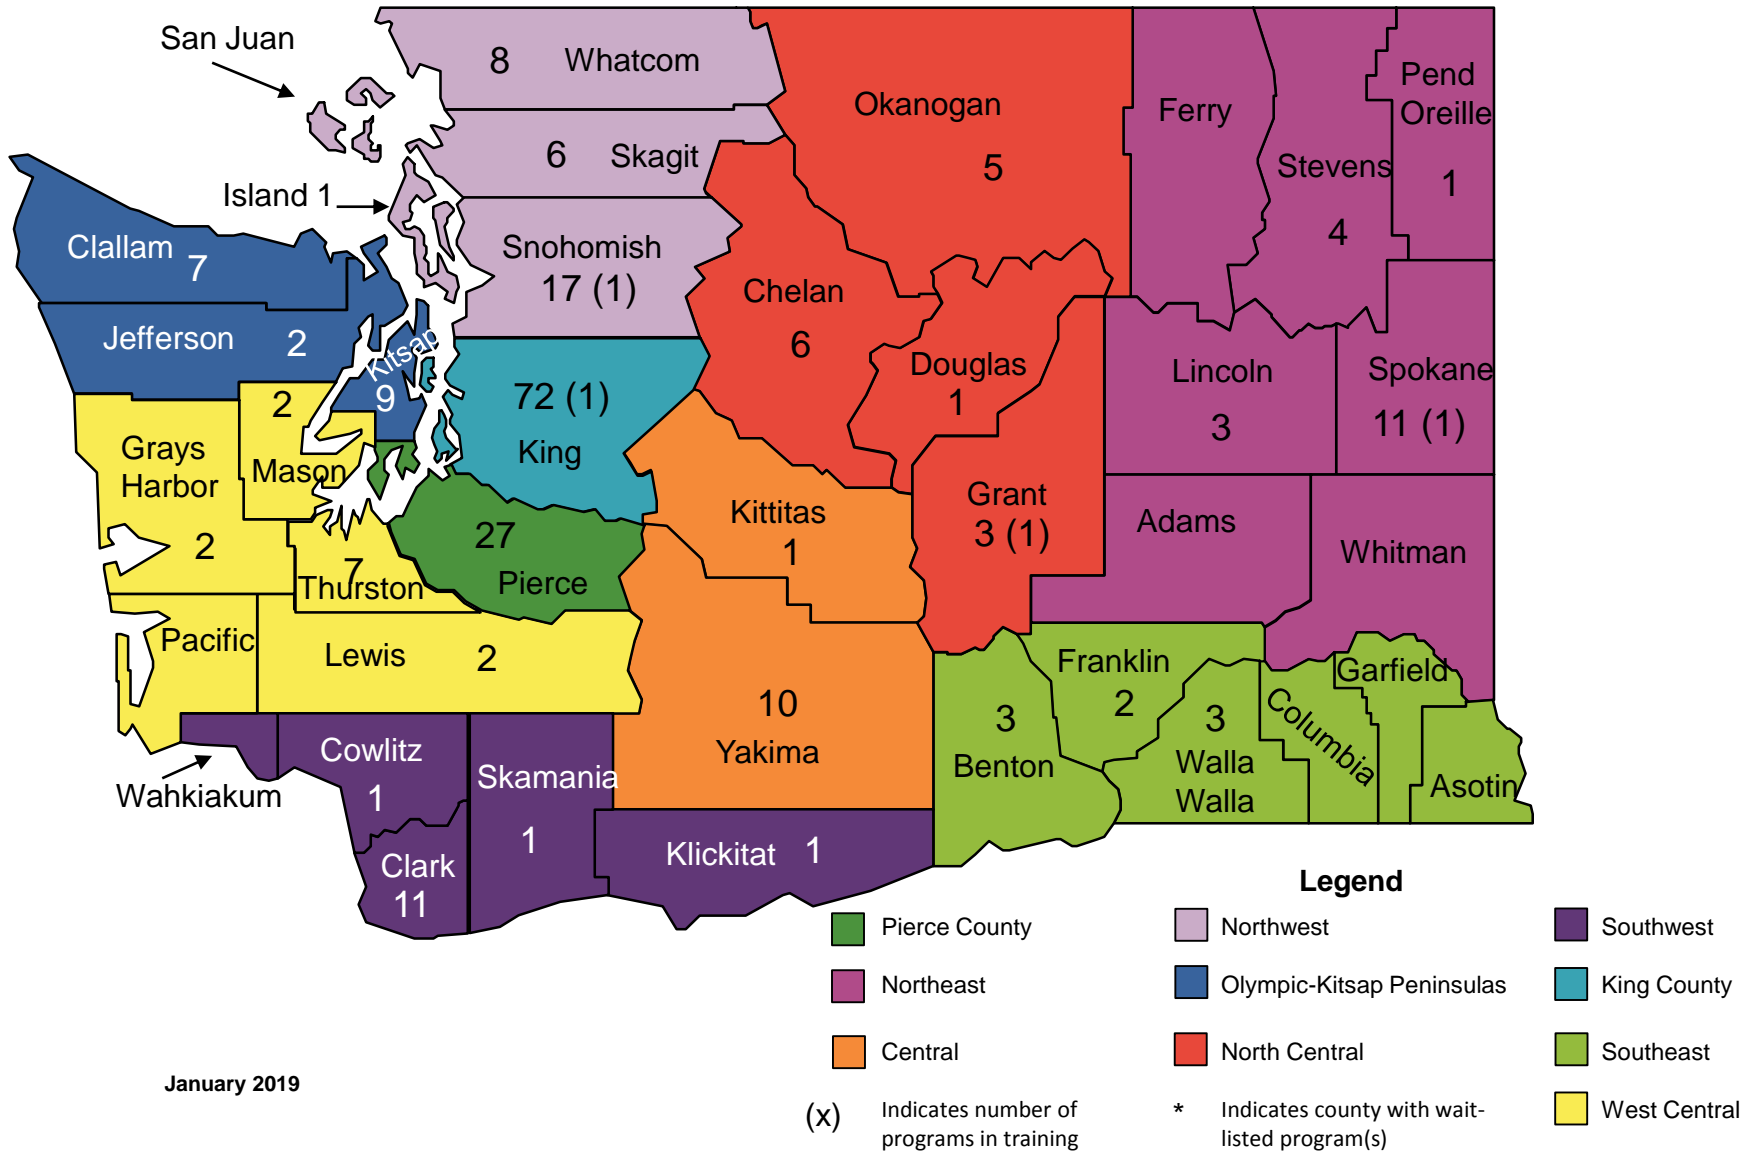 San Juan
8 Whatcom
Okanogan
5
Ferry
Pend
Oreille
1
6 Skagit
Stevens
4
Island 1
Clallam 7
Snohomish
17 (1)
Chelan
6
Jefferson 2
Kitsap
9
Douglas
1
Lincoln
3
Spokane
11 (1)
72 (1)
King
2
Mason
Grays
Harbor
2
Kittitas
1
Grant
3 (1)
Adams
Whitman
27
Pierce
7
Thurston
Pacific
Lewis 2
10
Yakima
3
Benton
Franklin
2
3
Walla
Walla
Columbia
Garfield
Asotin
Wahkiakum
Cowlitz
1
Skamania
1
Clark
11
Klickitat 1
Legend
Pierce County
Northwest
Southwest
Northeast
Olympic-Kitsap Peninsulas
King County
Central
North Central
Southeast
January 2019
(x) Indicates number of
programs in training
* Indicates county with wait-
listed program(s)
West Central